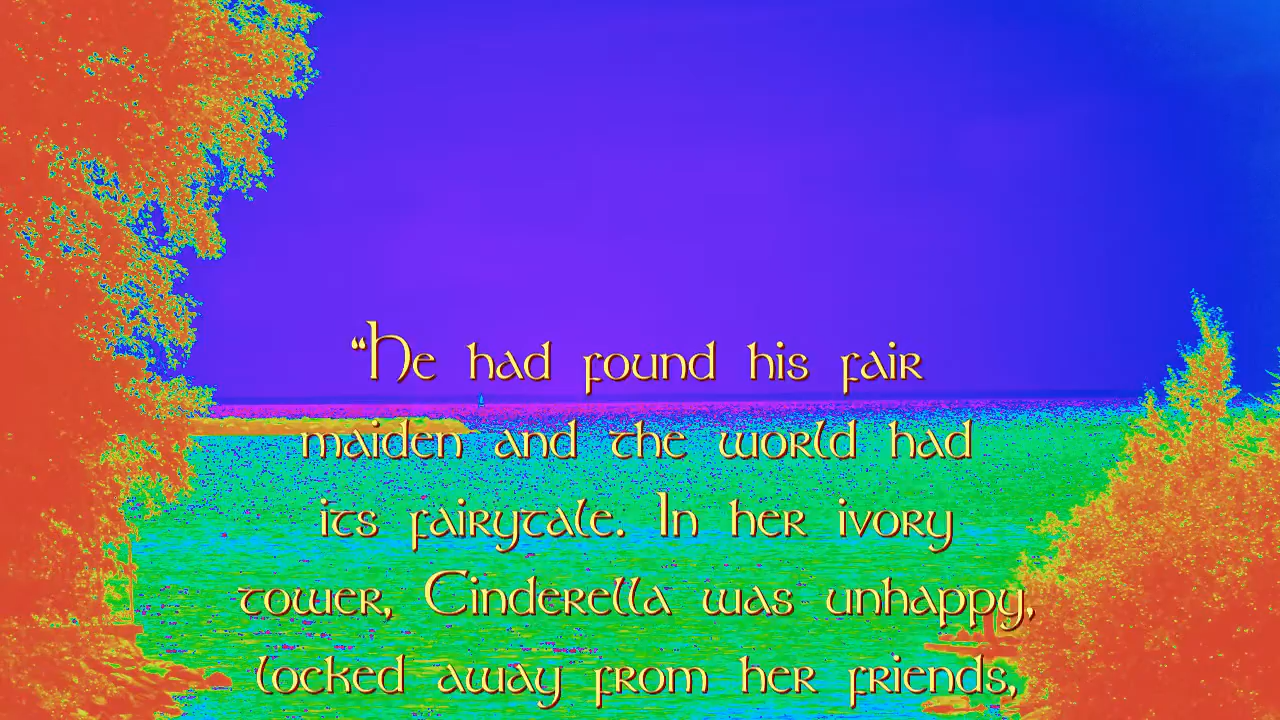 “He had found his fair
maiden and the world had
its fairytale. In her ivory
tower, Cinderella was unhappy,
locked away from her friends,